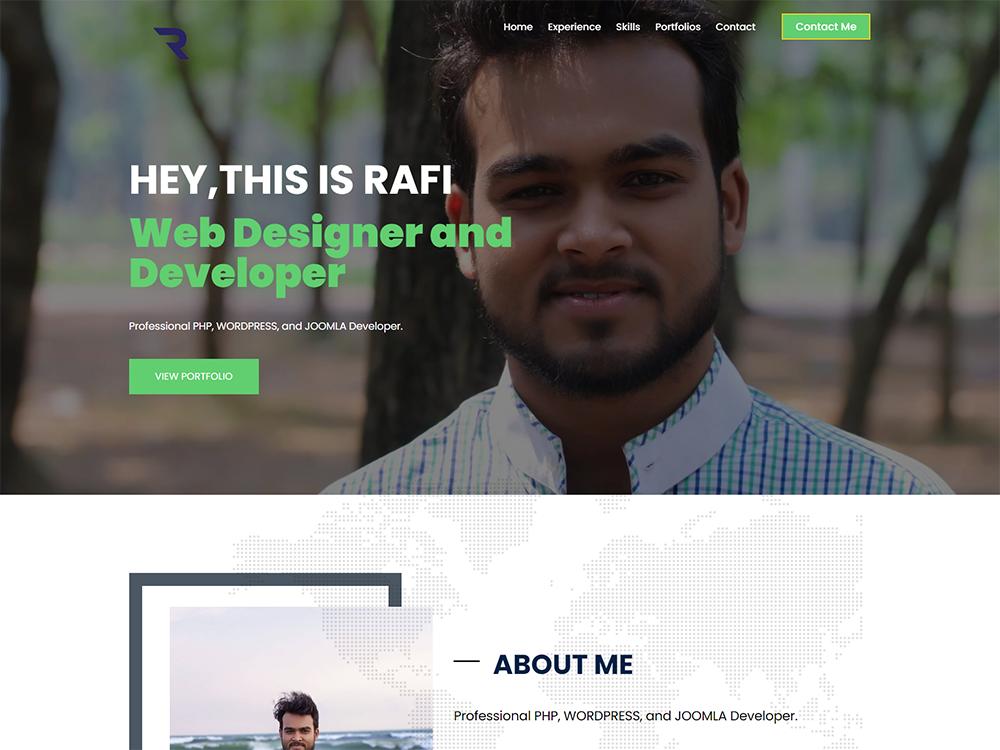 Home Experience Skills Portfolios Contact Contact Me
HEY,THIS IS RAFI
Web Designer and
Developer
Professional PHP, WORDPRESS, and JOOMLA Developer.
VIEW PORTFOLIO
ABOUT ME
Professional PHP, WORDPRESS, and JOOMLA Developer.